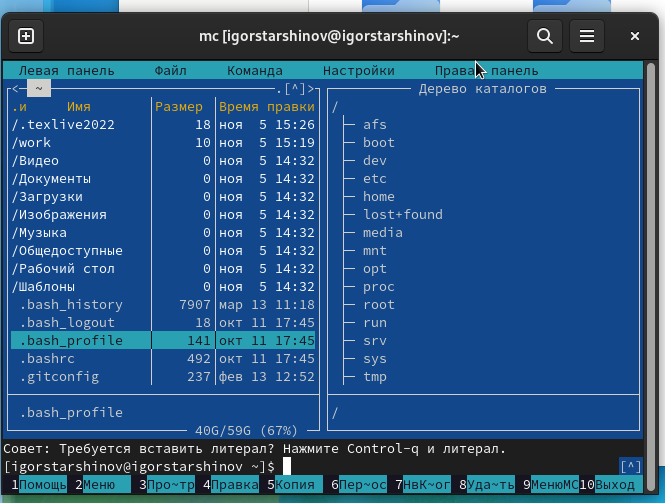 mc [igorstarshinov@igorstarshinov]:~
Левая панель Файл Команда Настройки Правая панель
<─ ~ .[^]> Дерево каталогов
.и Имя Размер Время правки /
/.texlive2022 18 ноя 5 15:26 afs
/work 10 ноя 5 15:19 boot
/Видео 0 ноя 5 14:32 dev
/Документы 0 ноя 5 14:32 etc
/Загрузки 0 ноя 5 14:32 home
/Изображения 0 ноя 5 14:32 lost+found
/Музыка 0 ноя 5 14:32 media
/Общедоступные 0 ноя 5 14:32 mnt
/Рабочий стол 0 ноя 5 14:32 opt
/Шаблоны 0 ноя 5 14:32 proc
.bash_history 7907 мар 13 11:18 root
.bash_logout 18 окт 11 17:45 run
.bash_profile 141 окт 11 17:45 srv
.bashrc 492 окт 11 17:45 sys
.gitconfig 237 фев 13 12:52 tmp
.bash_profile /
40G/59G (67%)
Совет: Требуется вставить литерал? Нажмите Control-q и литерал.
[igorstarshinov@igorstarshinov ~]$ [^]
1Помощь 2Меню 3Про~тр 4Правка 5Копия 6Пер~ос 7НвК~ог 8Уда~ть 9МенюMC 10Выход